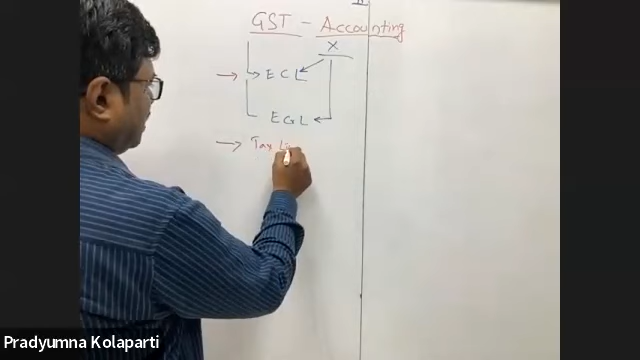 GST - Accounting
X
ECL
EGL
Tax
Pradyumna Kolaparti